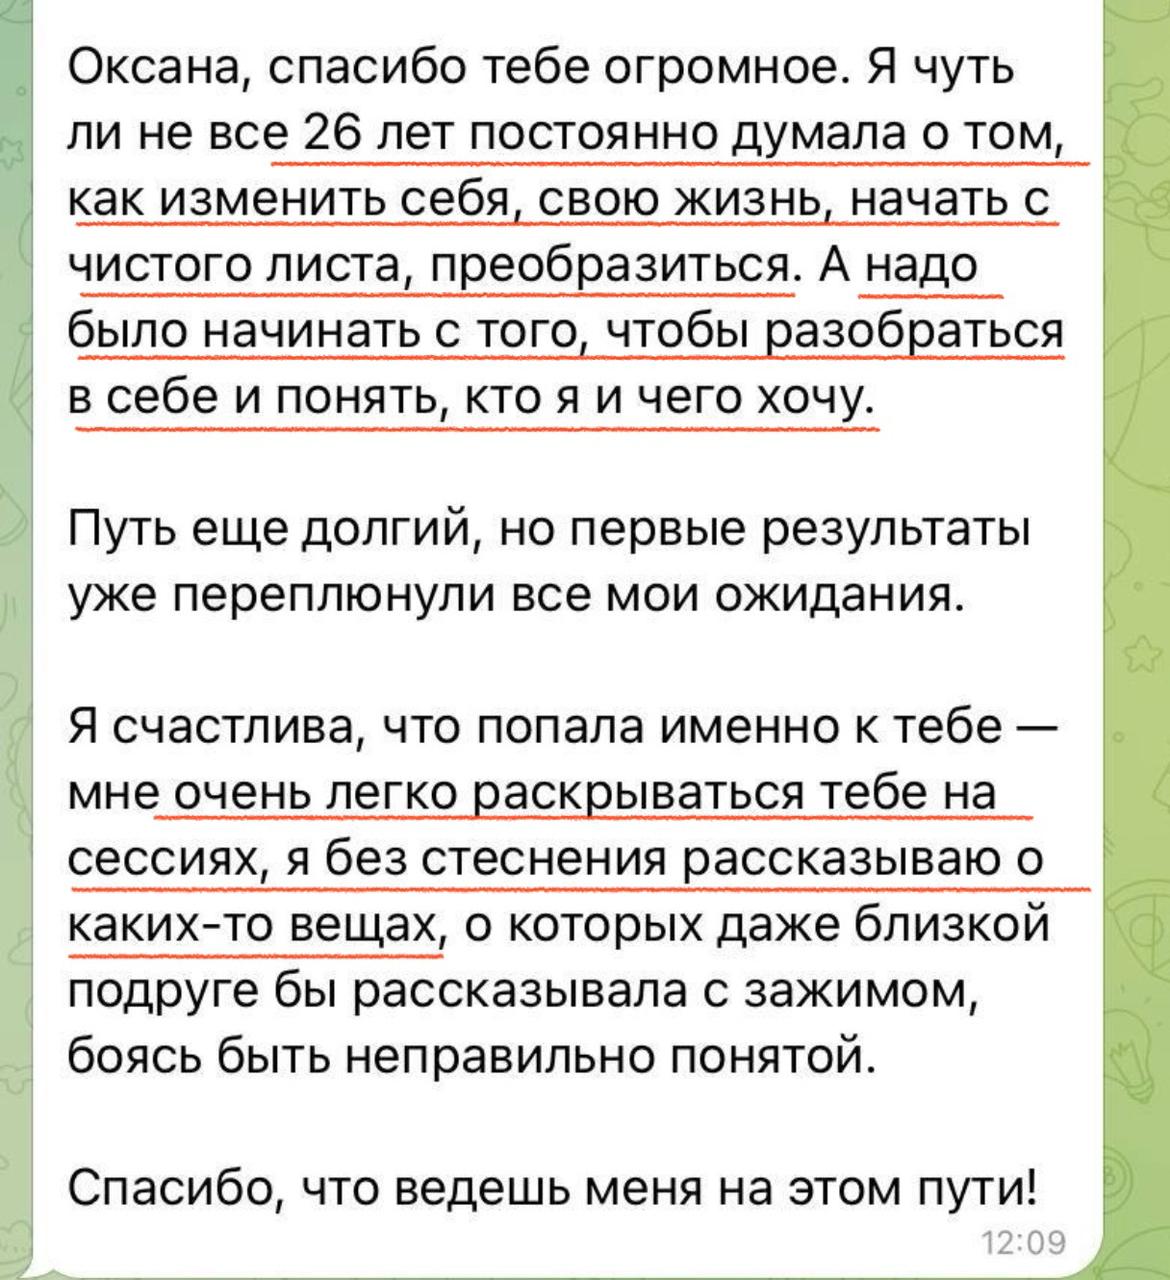 Оксана, спасибо тебе огромное. Я чуть
ли не все 26 лет постоянно думала о том,
как изменить себя, свою жизнь, начать с
чистого листа, преобразиться. А надо
было начинать с того, чтобы разобраться
в себе и понять, кто я и чего хочу.
Путь еще долгий, но первые результаты
уже переплюнули все мои ожидания.
Я счастлива, что попала именно к тебе —
мне очень легко раскрываться тебе на
сессиях, я без стеснения рассказываю о
каких-то вещах, о которых даже близкой
подруге бы рассказывала с зажимом,
боясь быть неправильно понятой.
Спасибо, что ведешь меня на этом пути!
12:09